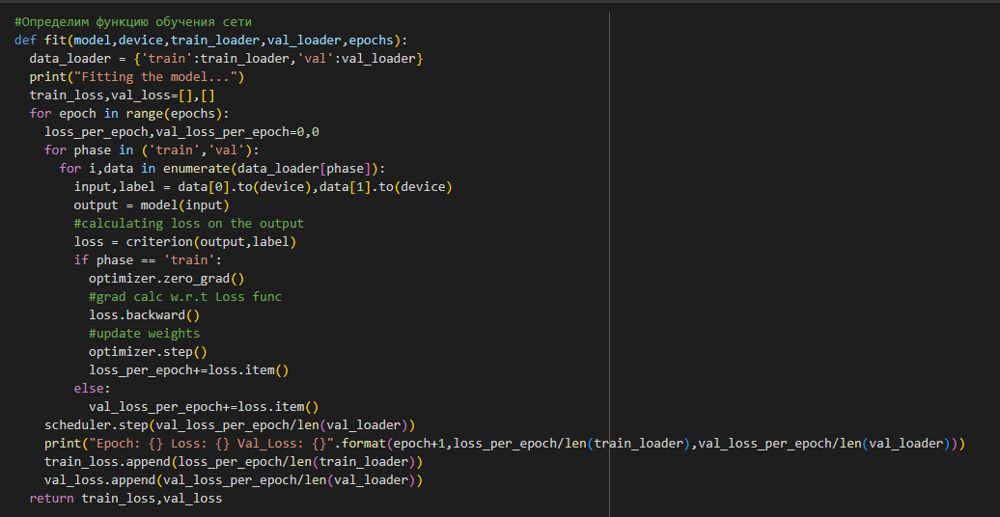 #Определим функцию обучения сети
def fit(model,device,train_loader,val_loader,epochs):
  data_loader = {'train':train_loader,'val':val_loader}
  print("Fitting the model...")
  train_loss,val_loss=[],[]
  for epoch in range(epochs):
    loss_per_epoch,val_loss_per_epoch=0,0
    for phase in ('train','val'):
      for i,data in enumerate(data_loader[phase]):
        input,label = data[0].to(device),data[1].to(device)
        output = model(input)
        #calculating loss on the output
        loss = criterion(output,label)
        if phase == 'train':
          optimizer.zero_grad()
          #grad calc w.r.t Loss func
          loss.backward()
          #update weights
          optimizer.step()
          loss_per_epoch+=loss.item()
        else:
          val_loss_per_epoch+=loss.item()
    scheduler.step(val_loss_per_epoch/len(val_loader))
    print("Epoch: {} Loss: {} Val_Loss: {}".format(epoch+1,loss_per_epoch/len(train_loader),val_loss_per_epoch/len(val_loader)))
    train_loss.append(loss_per_epoch/len(train_loader))
    val_loss.append(val_loss_per_epoch/len(val_loader))
  return train_loss,val_loss